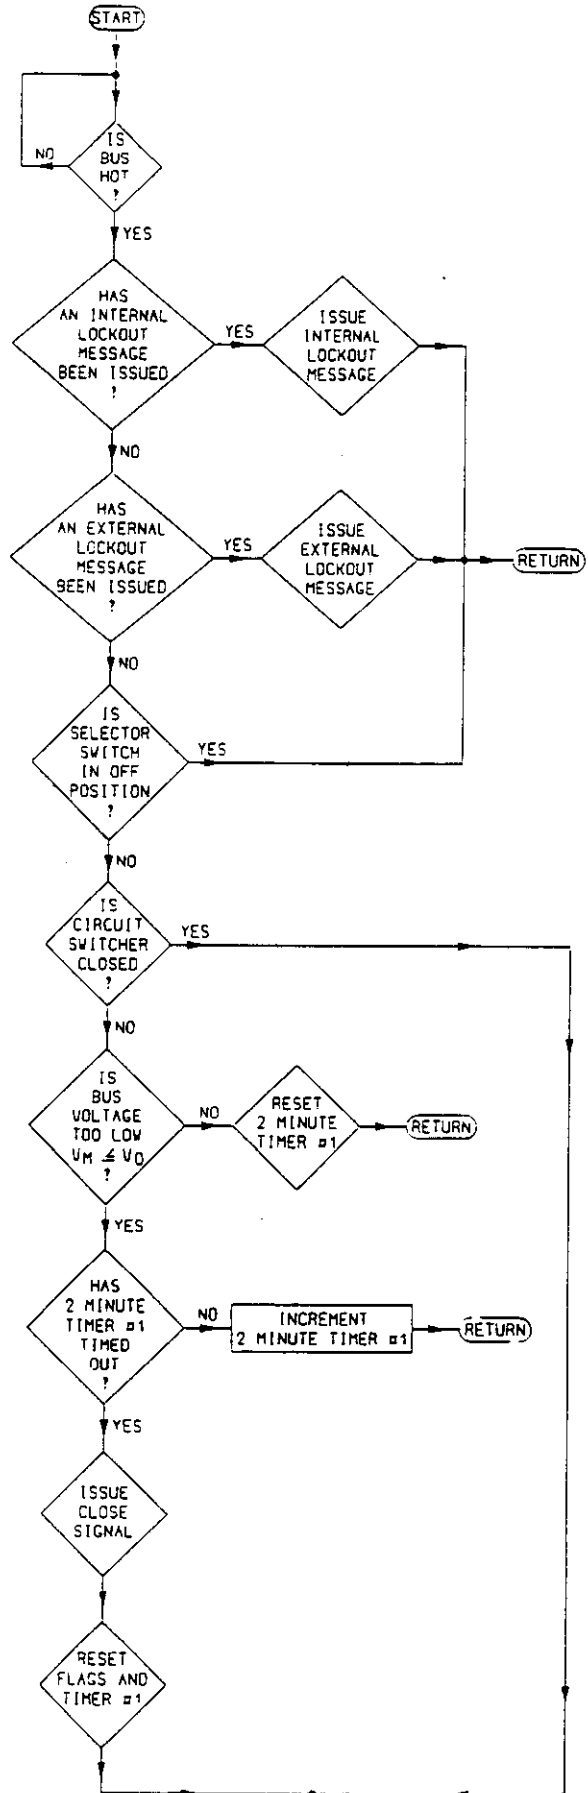 START
IS
BUS
HOT
?
NO
YES
HAS
AN INTERNAL
LOCKOUT
MESSAGE
BEEN ISSUED
?
YES
ISSUE
INTERNAL
LOCKOUT
MESSAGE
NO
HAS
AN EXTERNAL
LOCKOUT
MESSAGE
BEEN ISSUED
?
YES
ISSUE
EXTERNAL
LOCKOUT
MESSAGE
RETURN
NO
IS
SELECTOR
SWITCH
IN OFF
POSITION
?
YES
NO
IS
CIRCUIT
SWITCHER
CLOSED
?
YES
NO
IS
BUS
VOLTAGE
TOO LOW
VM ≤ VO
?
NO
RESET
2 MINUTE
TIMER #1
RETURN
YES
HAS
2 MINUTE
TIMER #1
TIMED
OUT
?
NO
INCREMENT
2 MINUTE TIMER #1
RETURN
YES
ISSUE
CLOSE
SIGNAL
RESET
FLAGS AND
TIMER #1